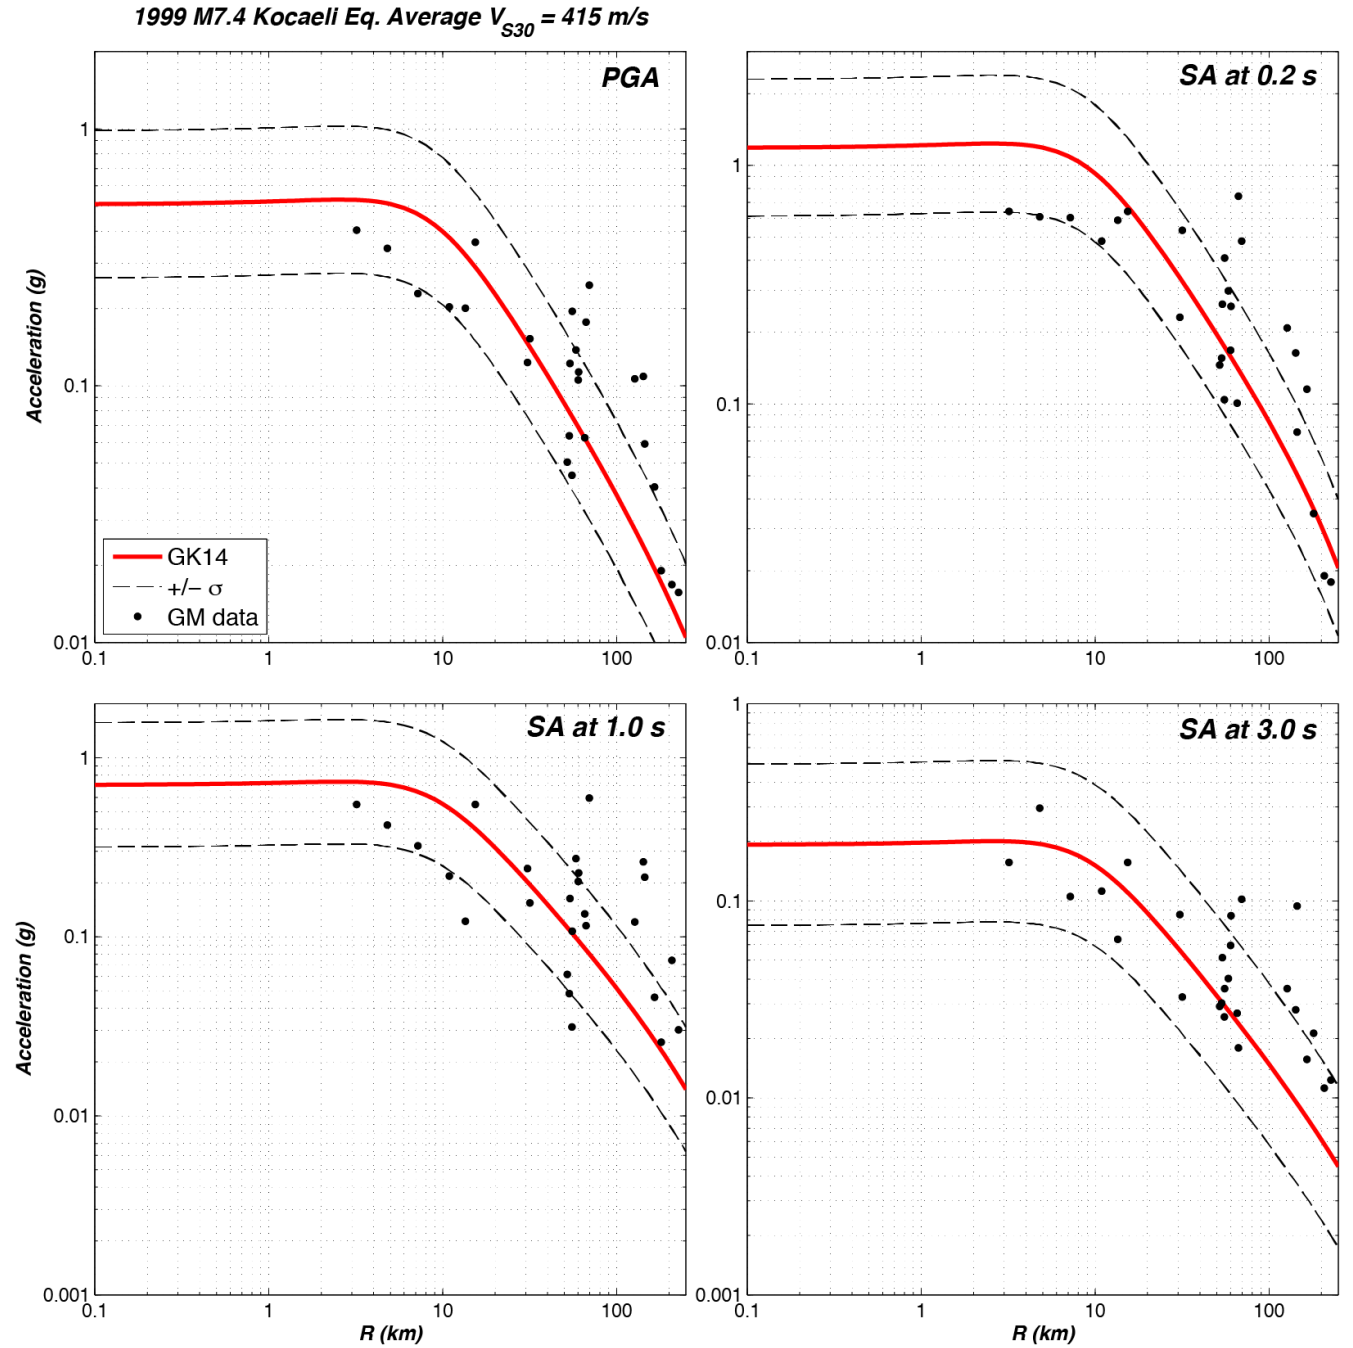 1999 M7.4 Kocaeli Eq. Average V_S30 = 415 m/s
PGA
1
0.1
0.01
Acceleration (g)
GK14
+/− σ
GM data
0.1 1 10 100
SA at 0.2 s
1
0.1
0.01
0.1 1 10 100
SA at 1.0 s
1
0.1
0.01
0.001
Acceleration (g)
0.1 1 10 100
R (km)
SA at 3.0 s
1
0.1
0.01
0.001
0.1 1 10 100
R (km)